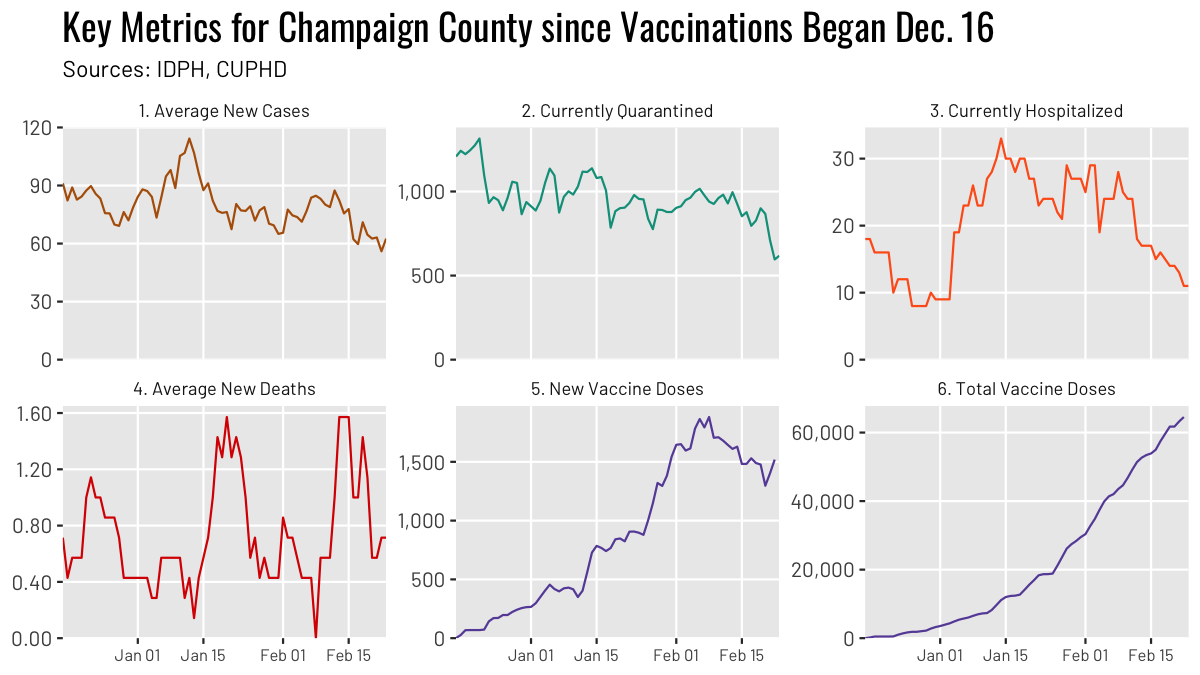 Key Metrics for Champaign County since Vaccinations Began Dec. 16
Sources: IDPH, CUPHD
1. Average New Cases
120
90
60
30
0
2. Currently Quarantined
1,000
500
0
3. Currently Hospitalized
30
20
10
0
4. Average New Deaths
1.60
1.20
0.80
0.40
0.00
Jan 01 Jan 15 Feb 01 Feb 15
5. New Vaccine Doses
1,500
1,000
500
0
Jan 01 Jan 15 Feb 01 Feb 15
6. Total Vaccine Doses
60,000
40,000
20,000
0
Jan 01 Jan 15 Feb 01 Feb 15